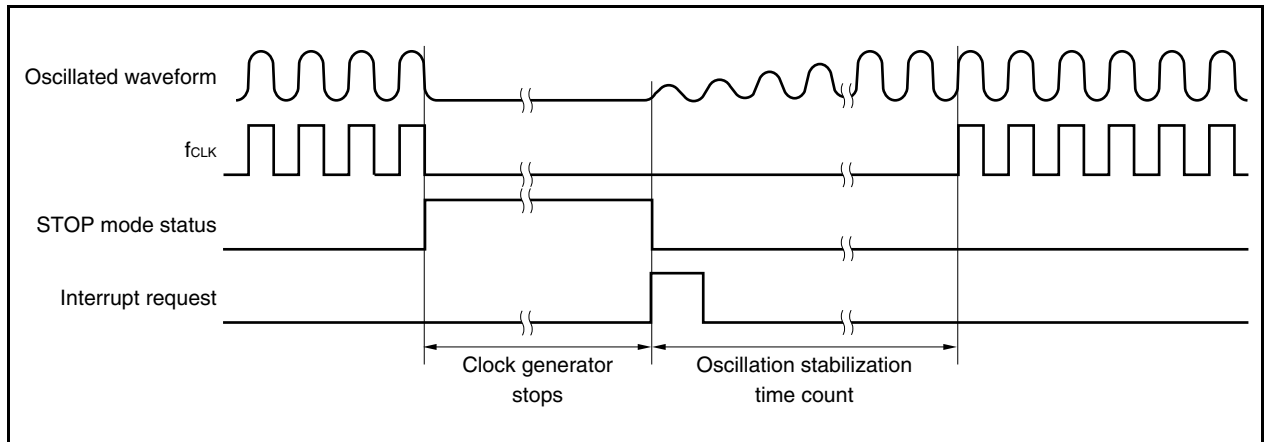 Oscillated waveform
fCLK
STOP mode status
Interrupt request
Clock generator
stops
Oscillation stabilization
time count